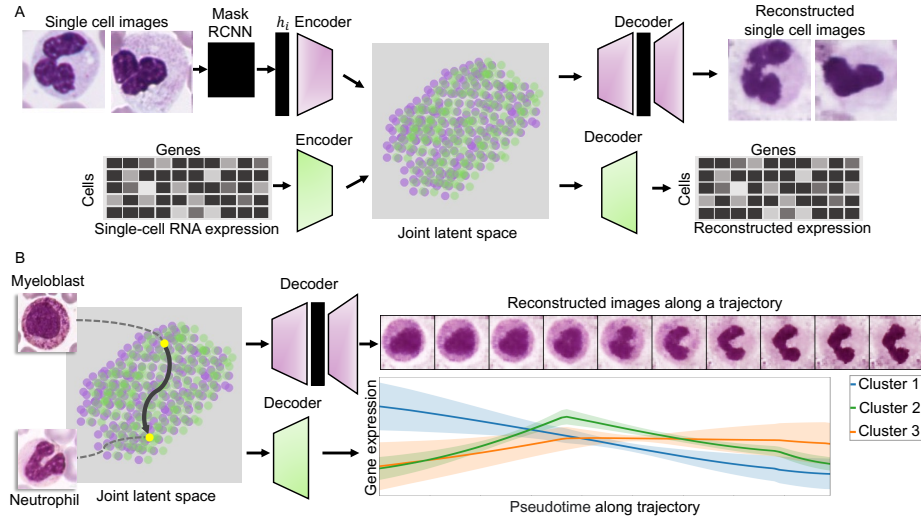 A
Single cell images
Mask
RCNN
h_i
Encoder
Decoder
Reconstructed
single cell images
Genes
Cells
Single-cell RNA expression
Encoder
Joint latent space
Decoder
Genes
Cells
Reconstructed expression
B
Myeloblast
Neutrophil
Joint latent space
Decoder
Decoder
Reconstructed images along a trajectory
Gene expression
Cluster 1
Cluster 2
Cluster 3
Pseudotime along trajectory